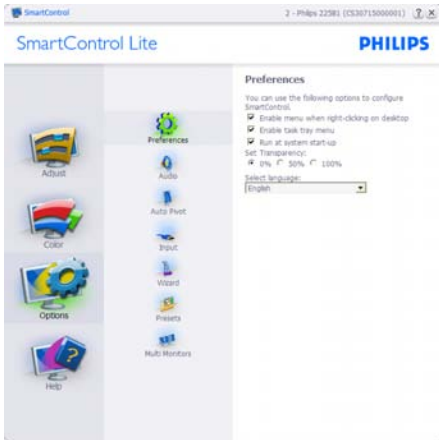 SmartControl
2 - Philips 225B1 (CS30715000001)
SmartControl Lite
PHILIPS
Adjust
Color
Options
Help
Preferences
Audio
Auto Pivot
Input
Wizard
Presets
Multi Monitors
Preferences
You can use the following options to configure
SmartControl.
Enable menu when right-clicking on desktop
Enable task tray menu
Run at system start-up
Set Transparency:
0% 50% 100%
Select language:
English